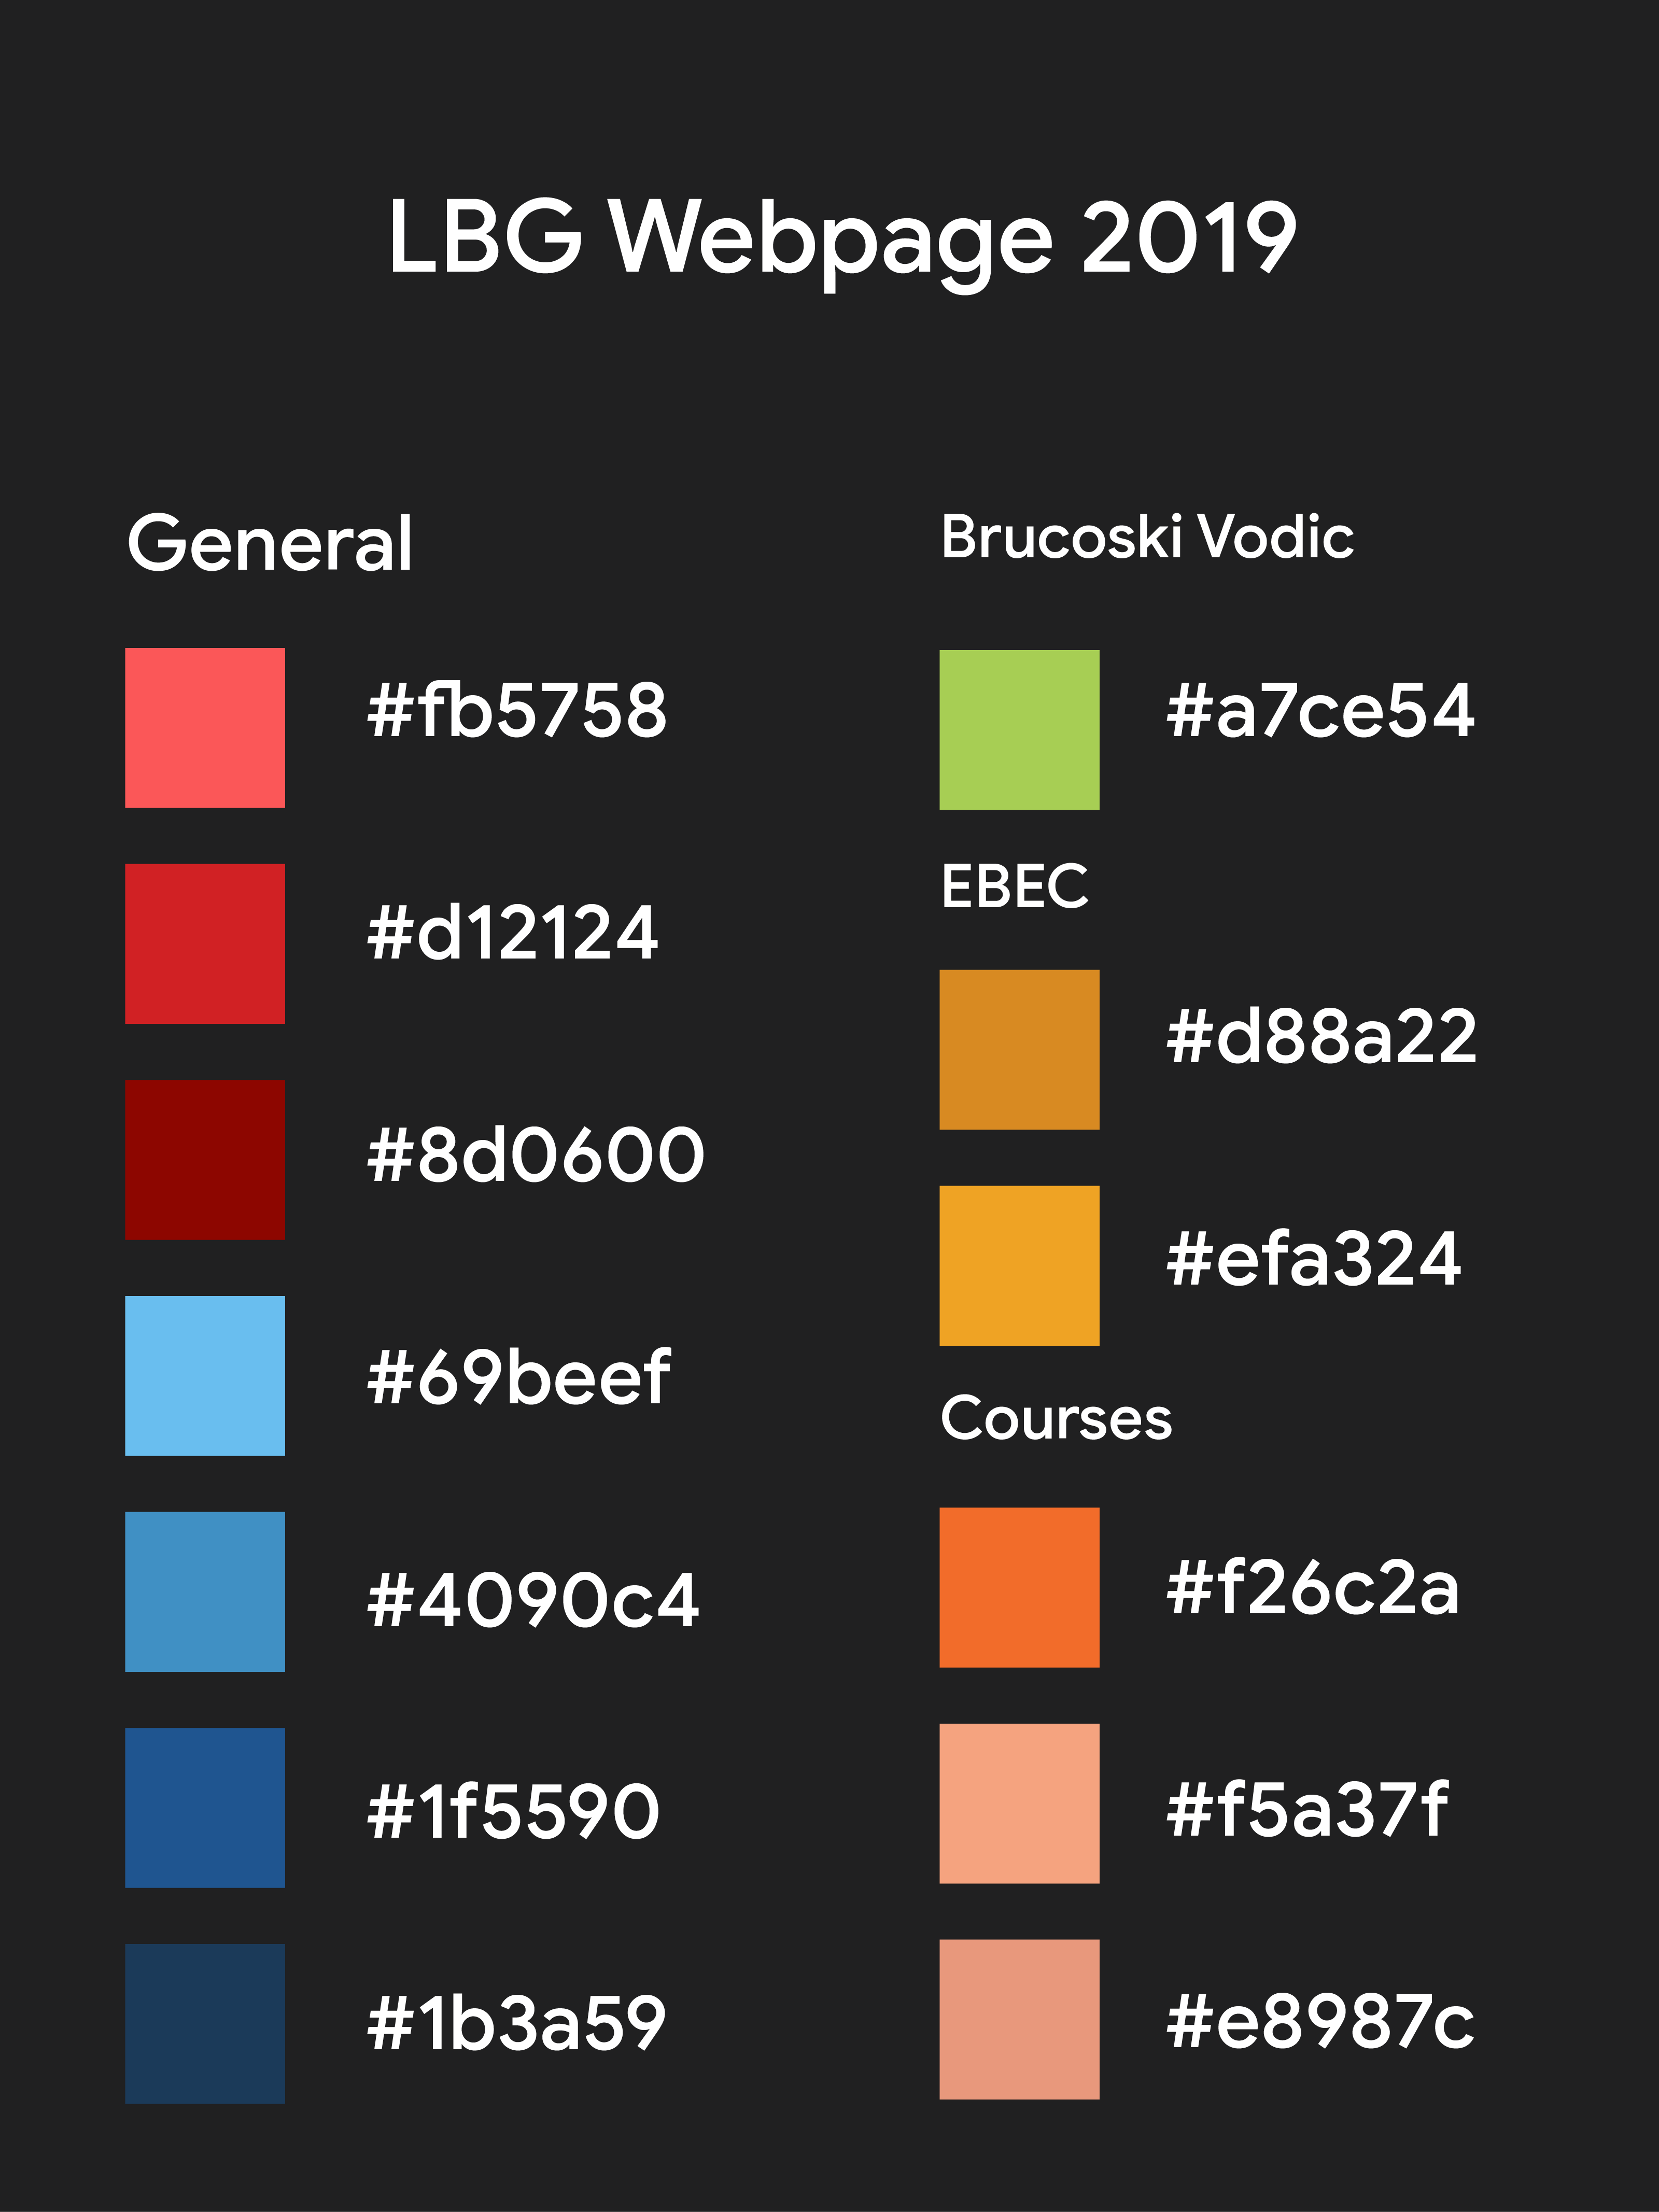 LBG Webpage 2019
General
#fb5758
#d12124
#8d0600
#69beef
#4090c4
#1f5590
#1b3a59
Brucoski Vodic
#a7ce54
EBEC
#d88a22
#efa324
Courses
#f26c2a
#f5a37f
#e8987c